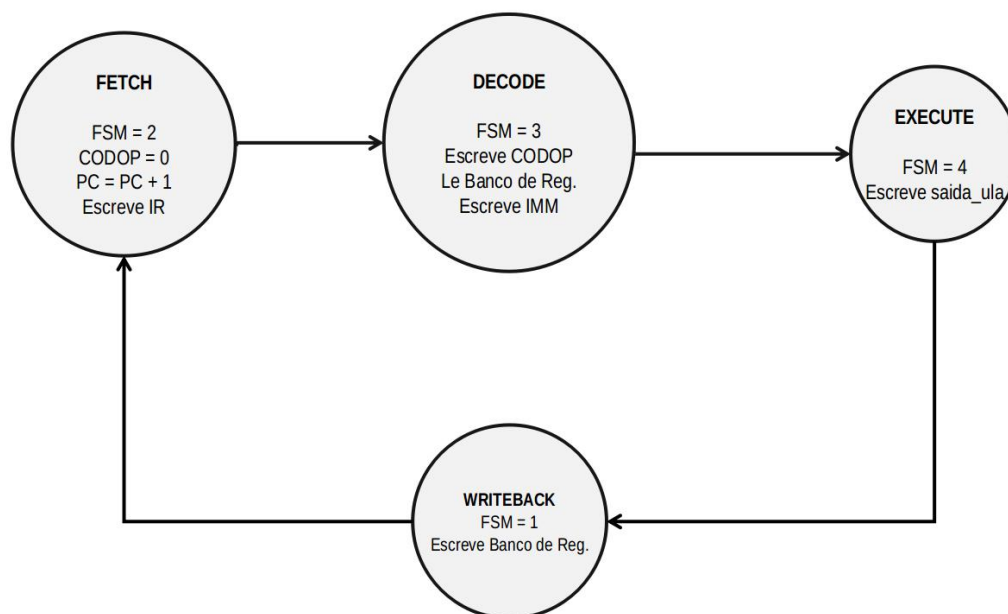 FETCH
FSM = 2
CODOP = 0
PC = PC + 1
Escreve IR
DECODE
FSM = 3
Escreve CODOP
Le Banco de Reg.
Escreve IMM
EXECUTE
FSM = 4
Escreve saida_ula
WRITEBACK
FSM = 1
Escreve Banco de Reg.